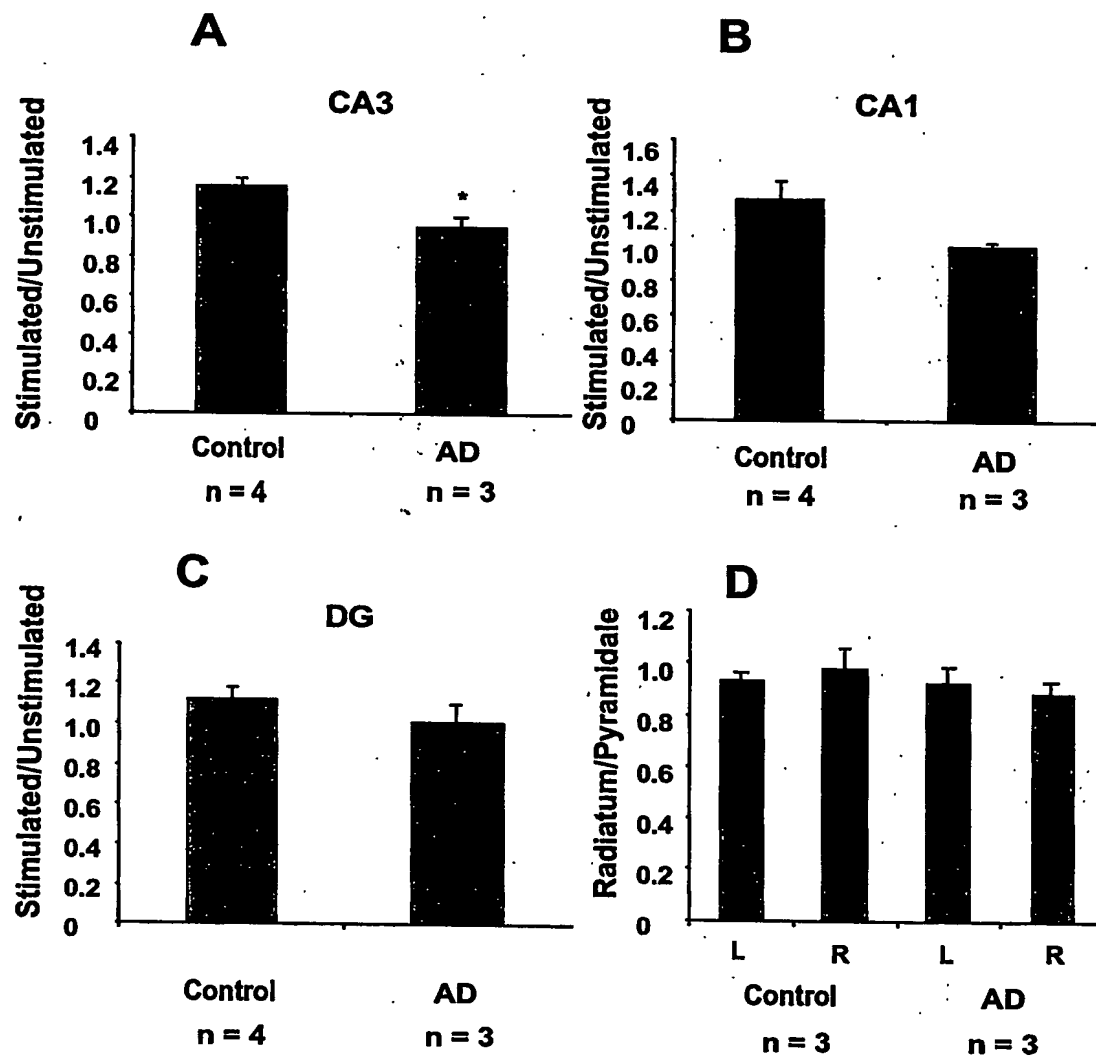 A
CA3
Stimulated/Unstimulated
1.4
1.2
1.0
0.8
0.6
0.4
0.2
0
*
Control
AD
n = 4
n = 3
B
CA1
Stimulated/Unstimulated
1.6
1.4
1.2
1.0
0.8
0.6
0.4
0.2
0
Control
AD
n = 4
n = 3
C
DG
Stimulated/Unstimulated
1.4
1.2
1.0
0.8
0.6
0.4
0.2
0
Control
AD
n = 4
n = 3
D
Radiatum/Pyramidale
1.2
1.0
0.8
0.6
0.4
0.2
0
L R L R
Control
AD
n = 3
n = 3